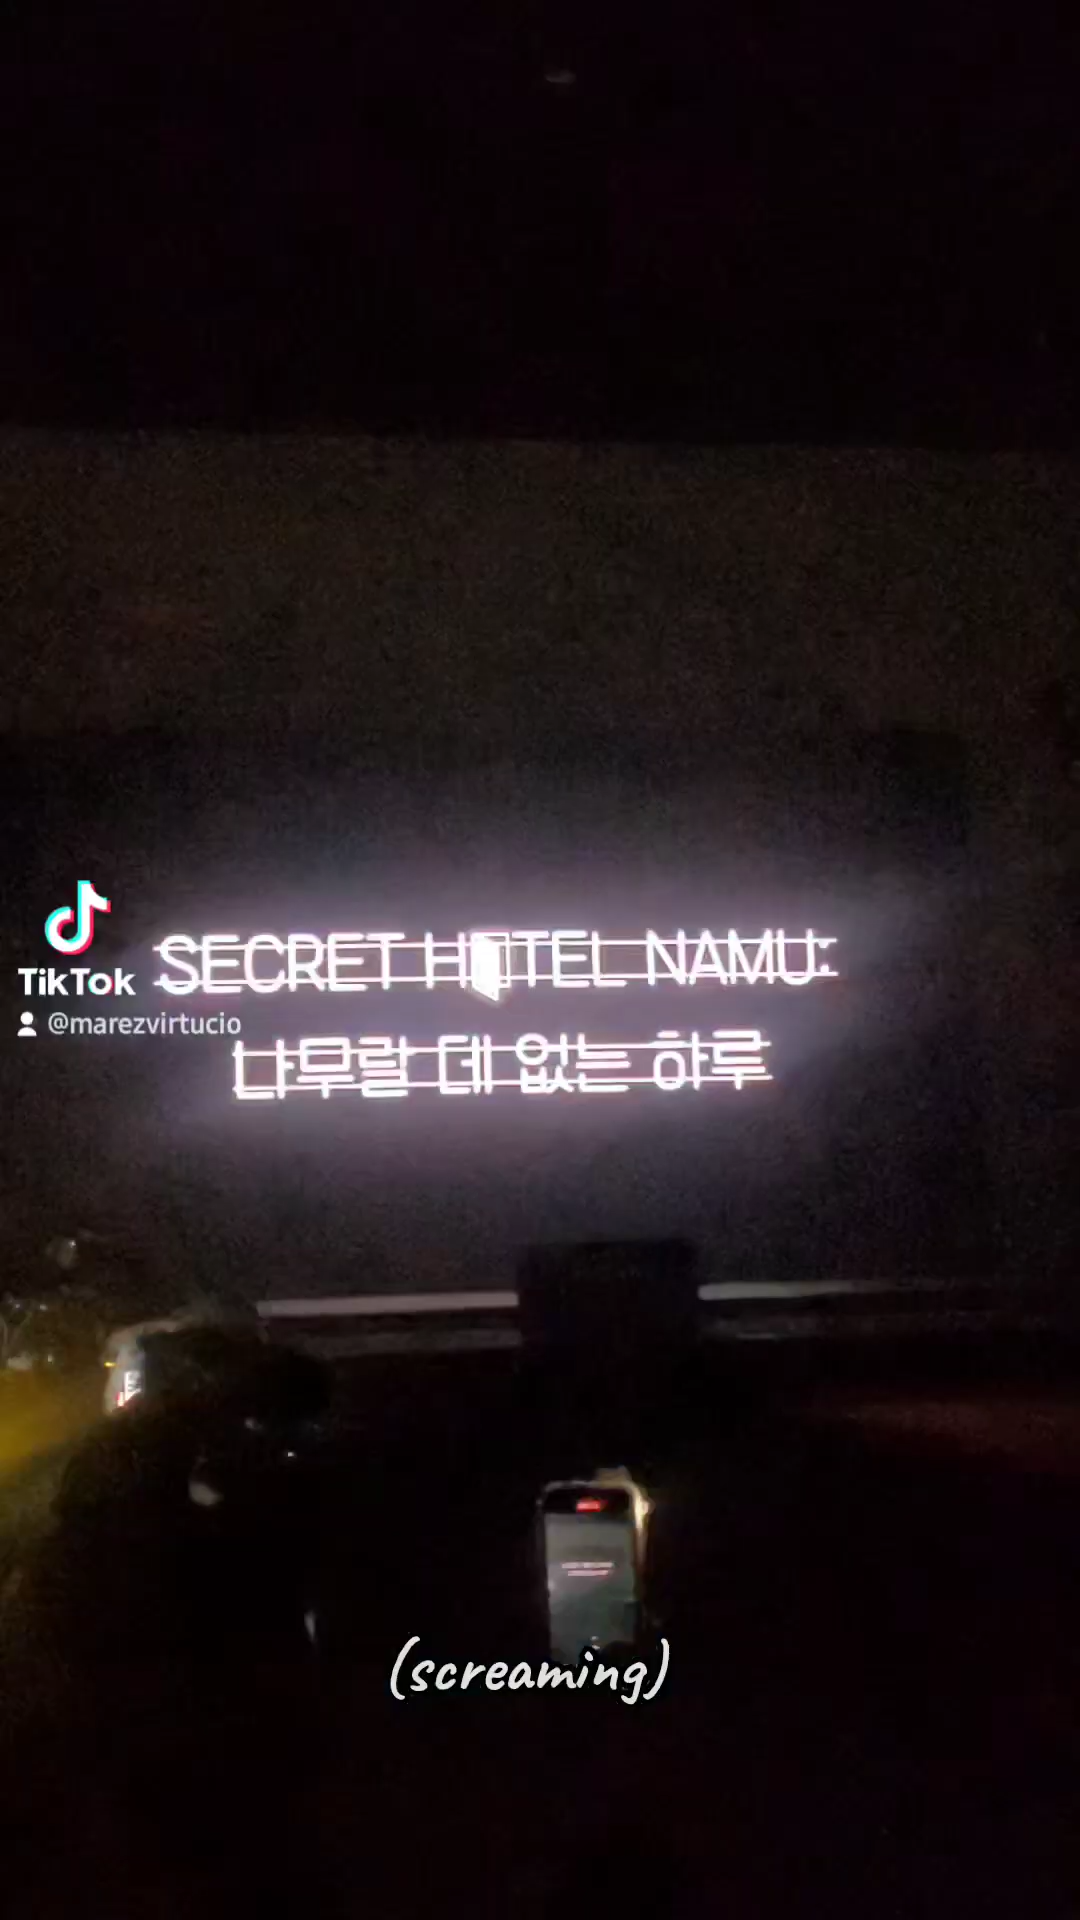 SECRET HOTEL NAMU:
TikTok
@marezvirtucio
나무랄 데 없는 하루
(screaming)